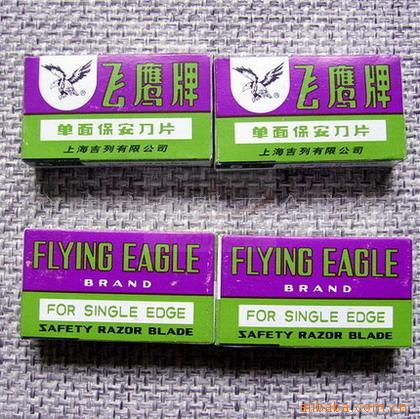 飞鹰牌
单面保安刀片
上海吉列有限公司
飞鹰牌
单面保安刀片
上海吉列有限公司
FLYING EAGLE
BRAND
FOR SINGLE EDGE
SAFETY RAZOR BLADE
FLYING EAGLE
BRAND
FOR SINGLE EDGE
SAFETY RAZOR BLADE
alibaba.com.cn